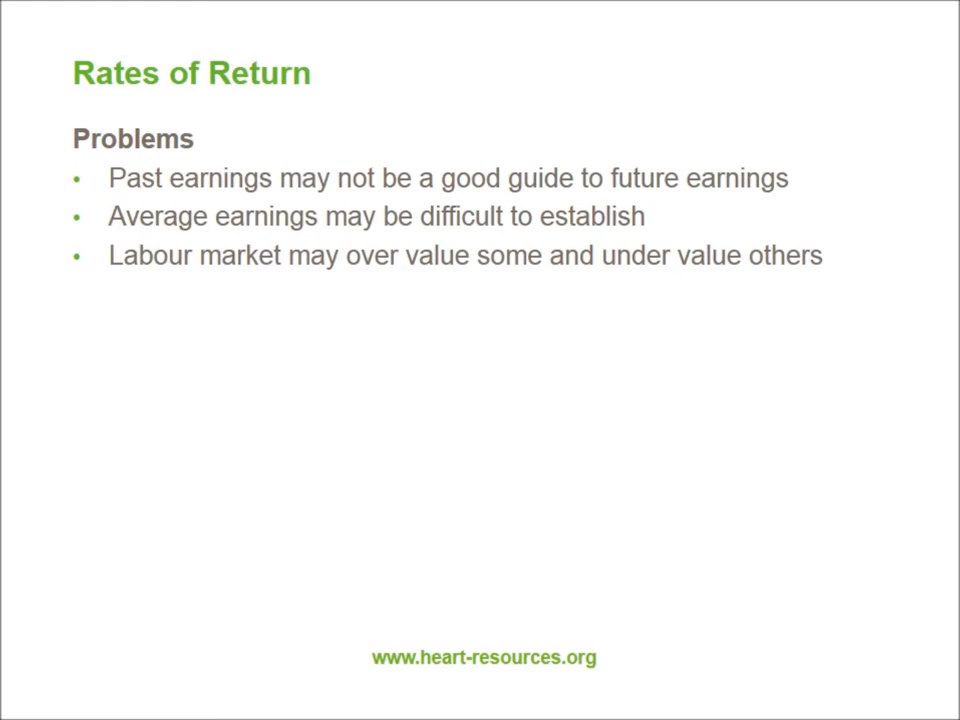 Rates of Return
Problems
• Past earnings may not be a good guide to future earnings
• Average earnings may be difficult to establish
• Labour market may over value some and under value others
www.heart-resources.org